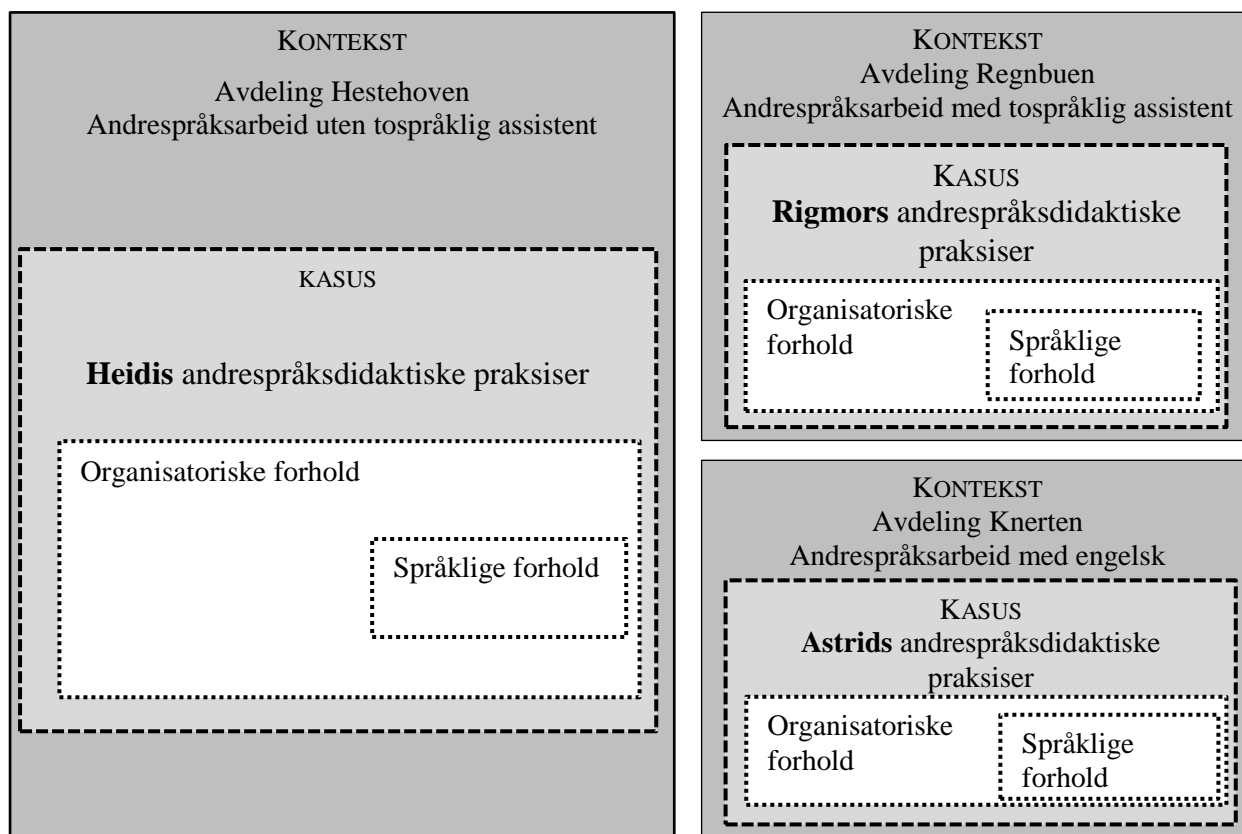 KONTEKST
Avdeling Hestehoven
Andrespråksarbeid uten tospråklig assistent
KASUS
Heidis andrespråksdidaktiske praksiser
Organisatoriske forhold
Språklige forhold
KONTEKST
Avdeling Regnbuen
Andrespråksarbeid med tospråklig assistent
KASUS
Rigmors andrespråksdidaktiske
praksiser
Organisatoriske
forhold
Språklige
forhold
KONTEKST
Avdeling Knerten
Andrespråksarbeid med engelsk
KASUS
Astrids andrespråksdidaktiske
praksiser
Organisatoriske
forhold
Språklige
forhold